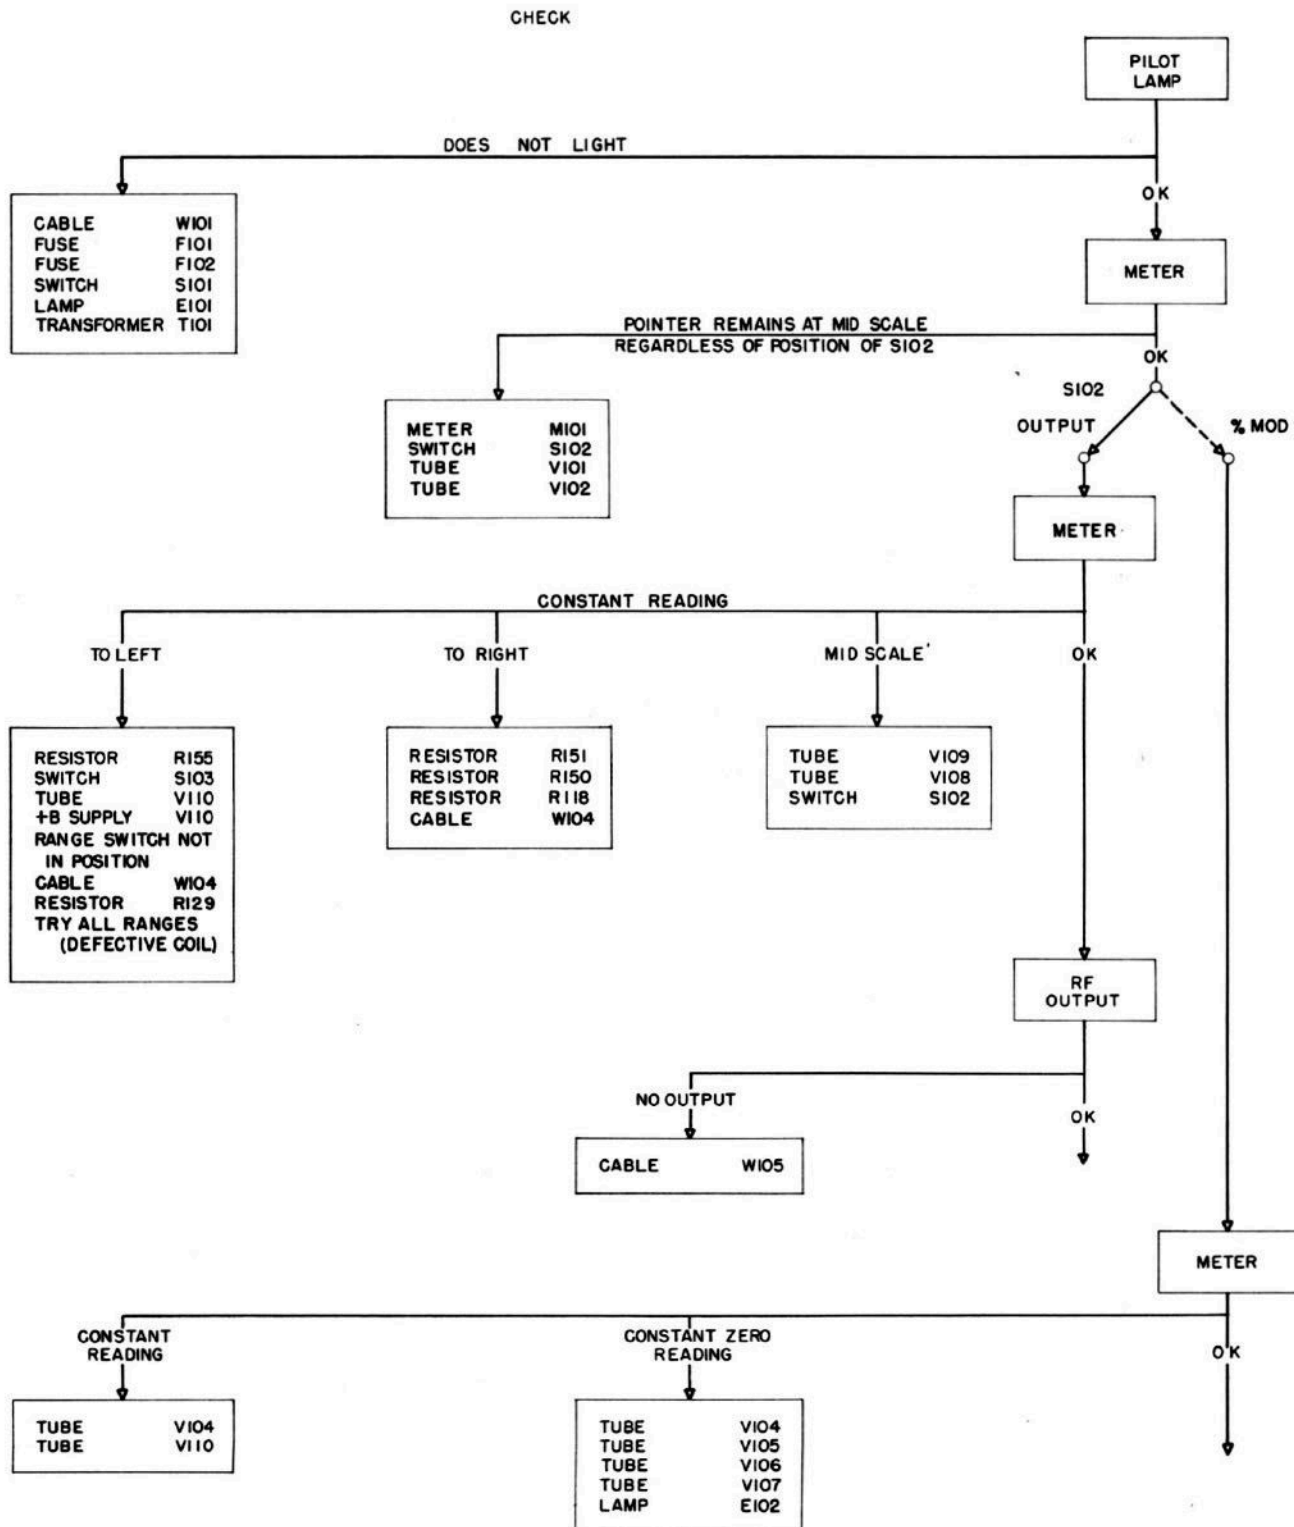 CHECK
PILOT
LAMP
DOES NOT LIGHT
OK
CABLE W101
FUSE F101
FUSE F102
SWITCH S101
LAMP E101
TRANSFORMER T101
METER
POINTER REMAINS AT MID SCALE
REGARDLESS OF POSITION OF S102
OK
METER M101
SWITCH S102
TUBE V101
TUBE V102
S102
OUTPUT
% MOD
METER
CONSTANT READING
TO LEFT
TO RIGHT
MID SCALE
OK
RESISTOR R155
SWITCH S103
TUBE V110
+B SUPPLY V110
RANGE SWITCH NOT
IN POSITION
CABLE W104
RESISTOR R129
TRY ALL RANGES
(DEFECTIVE COIL)
RESISTOR R151
RESISTOR R150
RESISTOR R118
CABLE W104
TUBE V109
TUBE V108
SWITCH S102
RF
OUTPUT
NO OUTPUT
OK
CABLE W105
METER
CONSTANT
READING
CONSTANT ZERO
READING
OK
TUBE V104
TUBE V110
TUBE V104
TUBE V105
TUBE V106
TUBE V107
LAMP E102